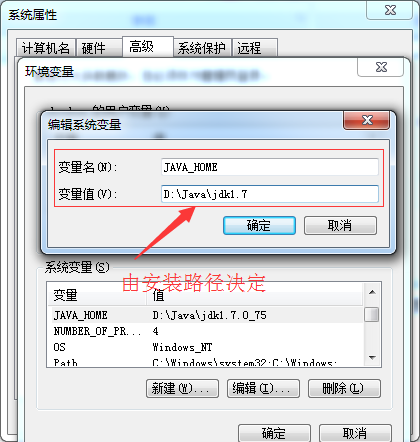 系统属性
计算机名 硬件 高级 系统保护 远程
环境变量
的用户变量(U)
编辑系统变量
变量名(N): JAVA_HOME
变量值(V): D:\Java\jdk1.7
确定 取消
由安装路径决定
系统变量(S)
变量 值
JAVA_HOME D:\Java\jdk1.7.0_75
NUMBER_OF_PR... 4
OS Windows_NT
Path C:\Windows\system32;C:\Windows;
新建(W)... 编辑(I)... 删除(L)
确定 取消